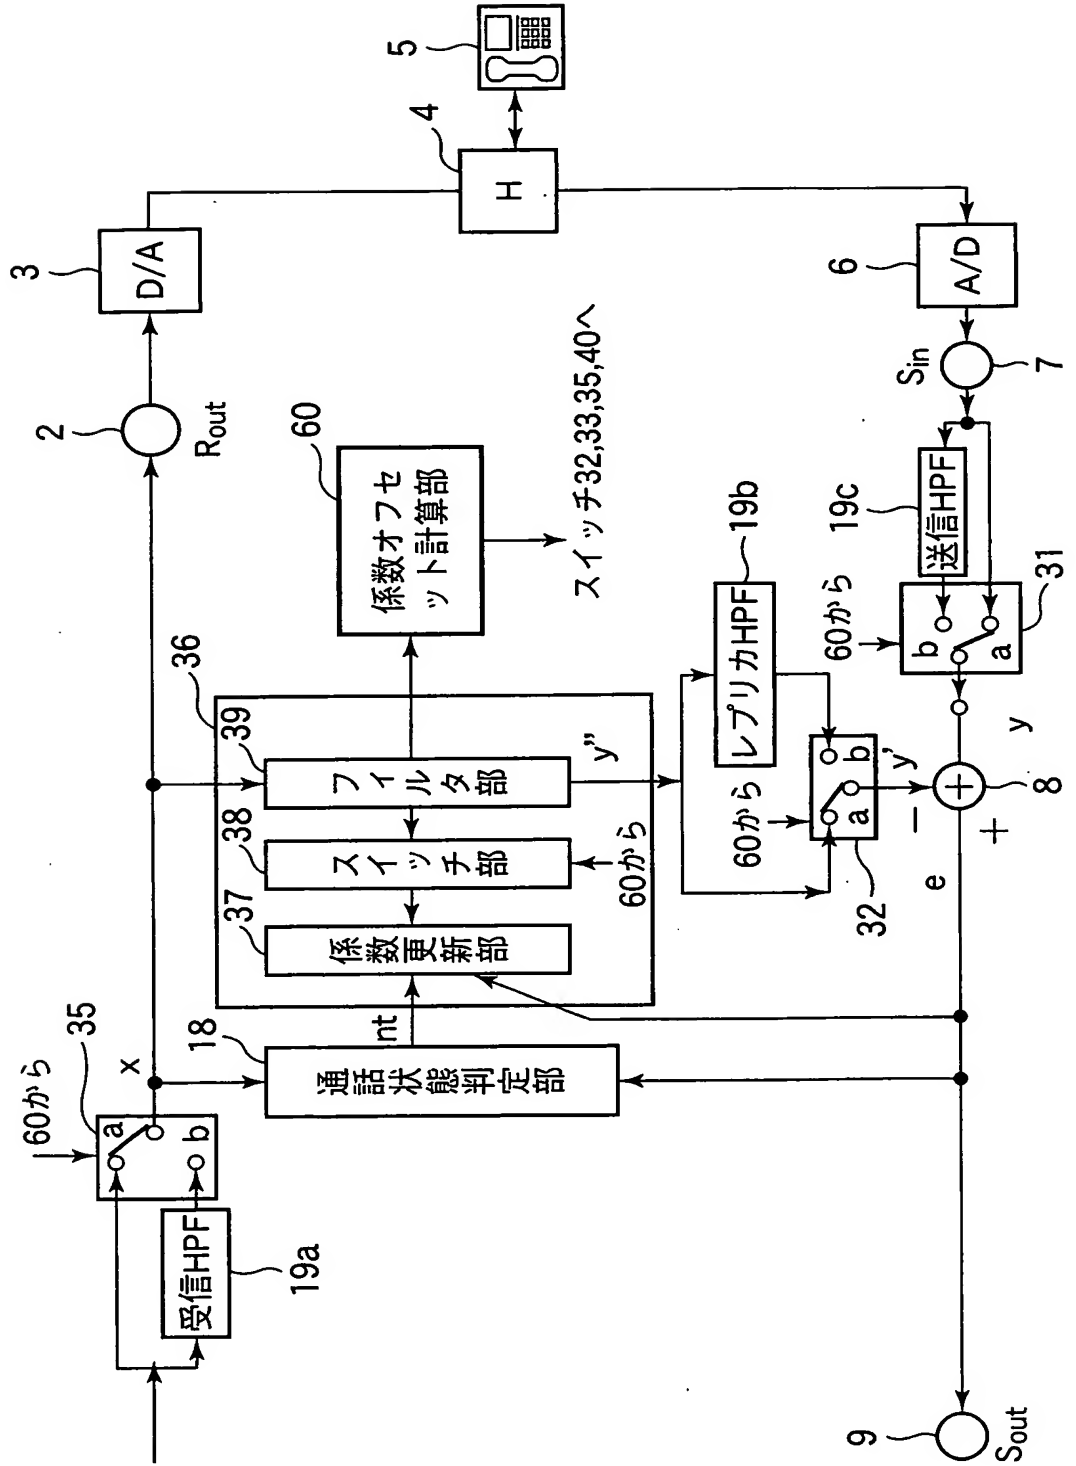 60から
35
a
b
x
受信HPF
19a
2
Rout
3
D/A
4
H
5
18
通話状態判定部
nt
36
37
係数更新部
38
スイッチ部
60から
39
フィルタ部
y"
60
係数オフセ
ット計算部
スイッチ32,33,35,40へ
19b
レプリカHPF
60から
a
b
32
y'
−
+
+
8
e
y
60から
b
a
31
19c
送信HPF
Sin
7
6
A/D
9
Sout